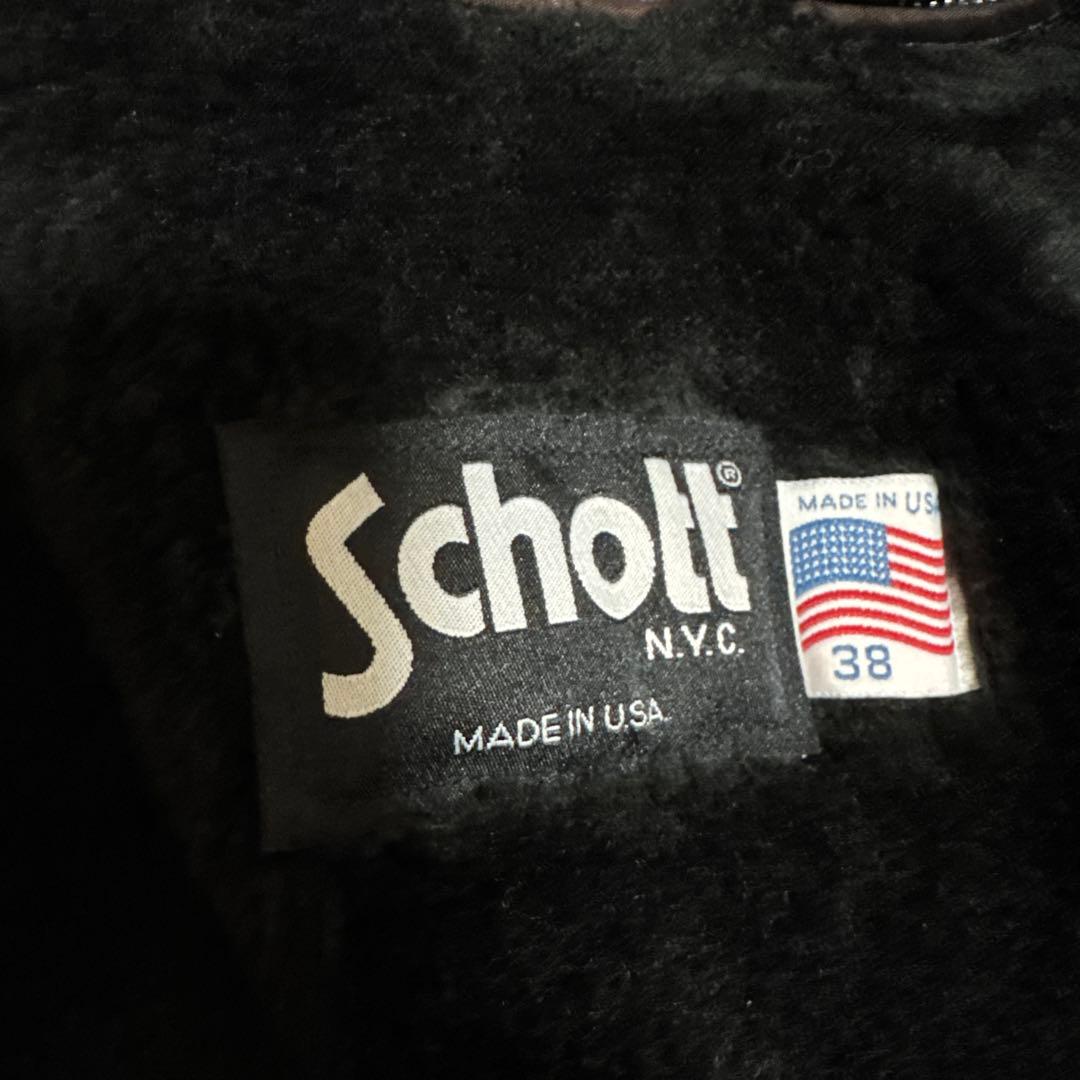 Schott®
N.Y.C.
MADE IN U.S.A.
MADE IN USA
38